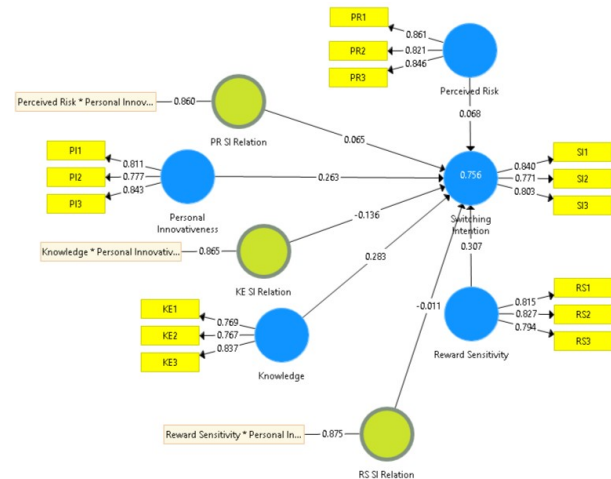 PR1
0.861
PR2
0.821
PR3
0.846
Perceived Risk
0.068
Perceived Risk * Personal Innov...
0.860
PR SI Relation
0.065
PI1
0.811
PI2
0.777
PI3
0.843
Personal
Innovativeness
0.263
0.756
Switching
Intention
0.840
SI1
0.771
SI2
0.803
SI3
-0.136
Knowledge * Personal Innovativ...
0.865
KE SI Relation
0.283
0.307
KE1
0.769
KE2
0.767
KE3
0.837
Knowledge
-0.011
0.815
RS1
0.827
RS2
0.794
RS3
Reward Sensitivity
Reward Sensitivity * Personal In...
0.875
RS SI Relation